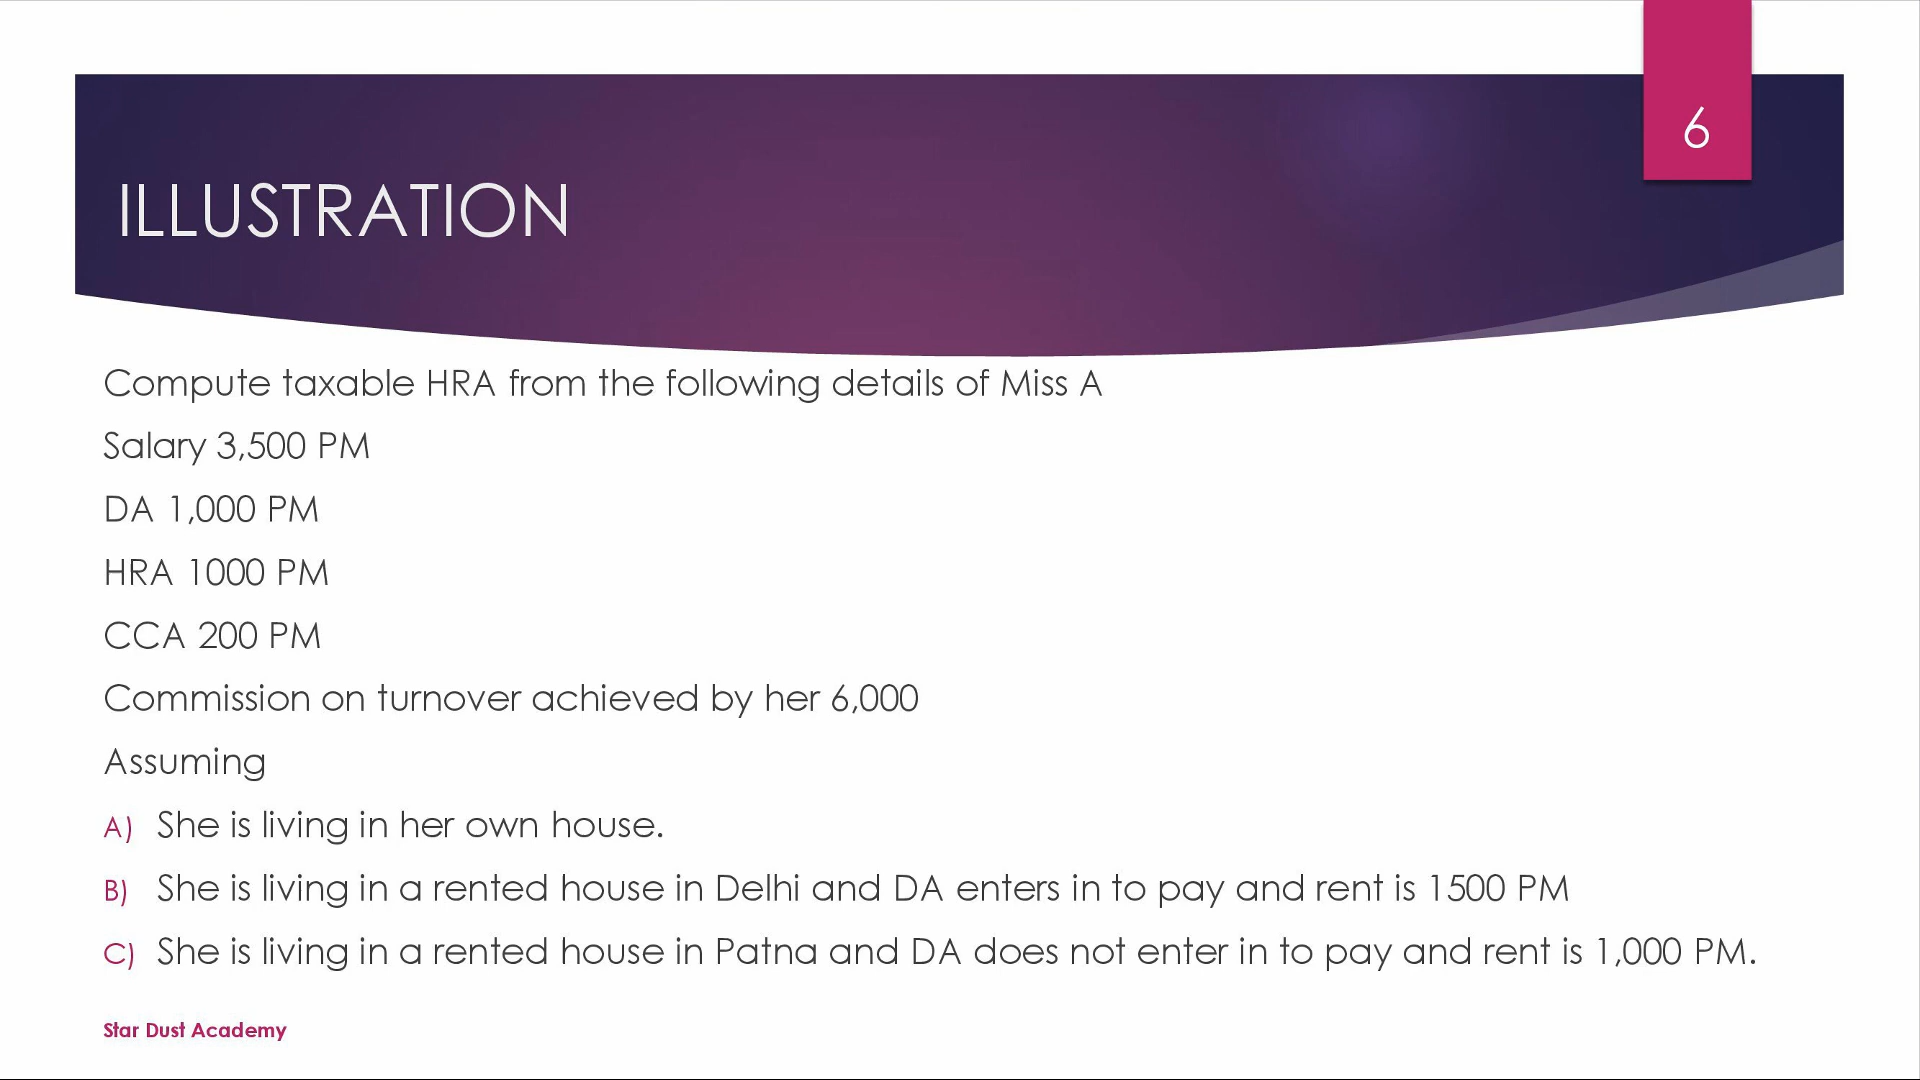 6
ILLUSTRATION
Compute taxable HRA from the following details of Miss A
Salary 3,500 PM
DA 1,000 PM
HRA 1000 PM
CCA 200 PM
Commission on turnover achieved by her 6,000
Assuming
A) She is living in her own house.
B) She is living in a rented house in Delhi and DA enters in to pay and rent is 1500 PM
C) She is living in a rented house in Patna and DA does not enter in to pay and rent is 1,000 PM.
Star Dust Academy